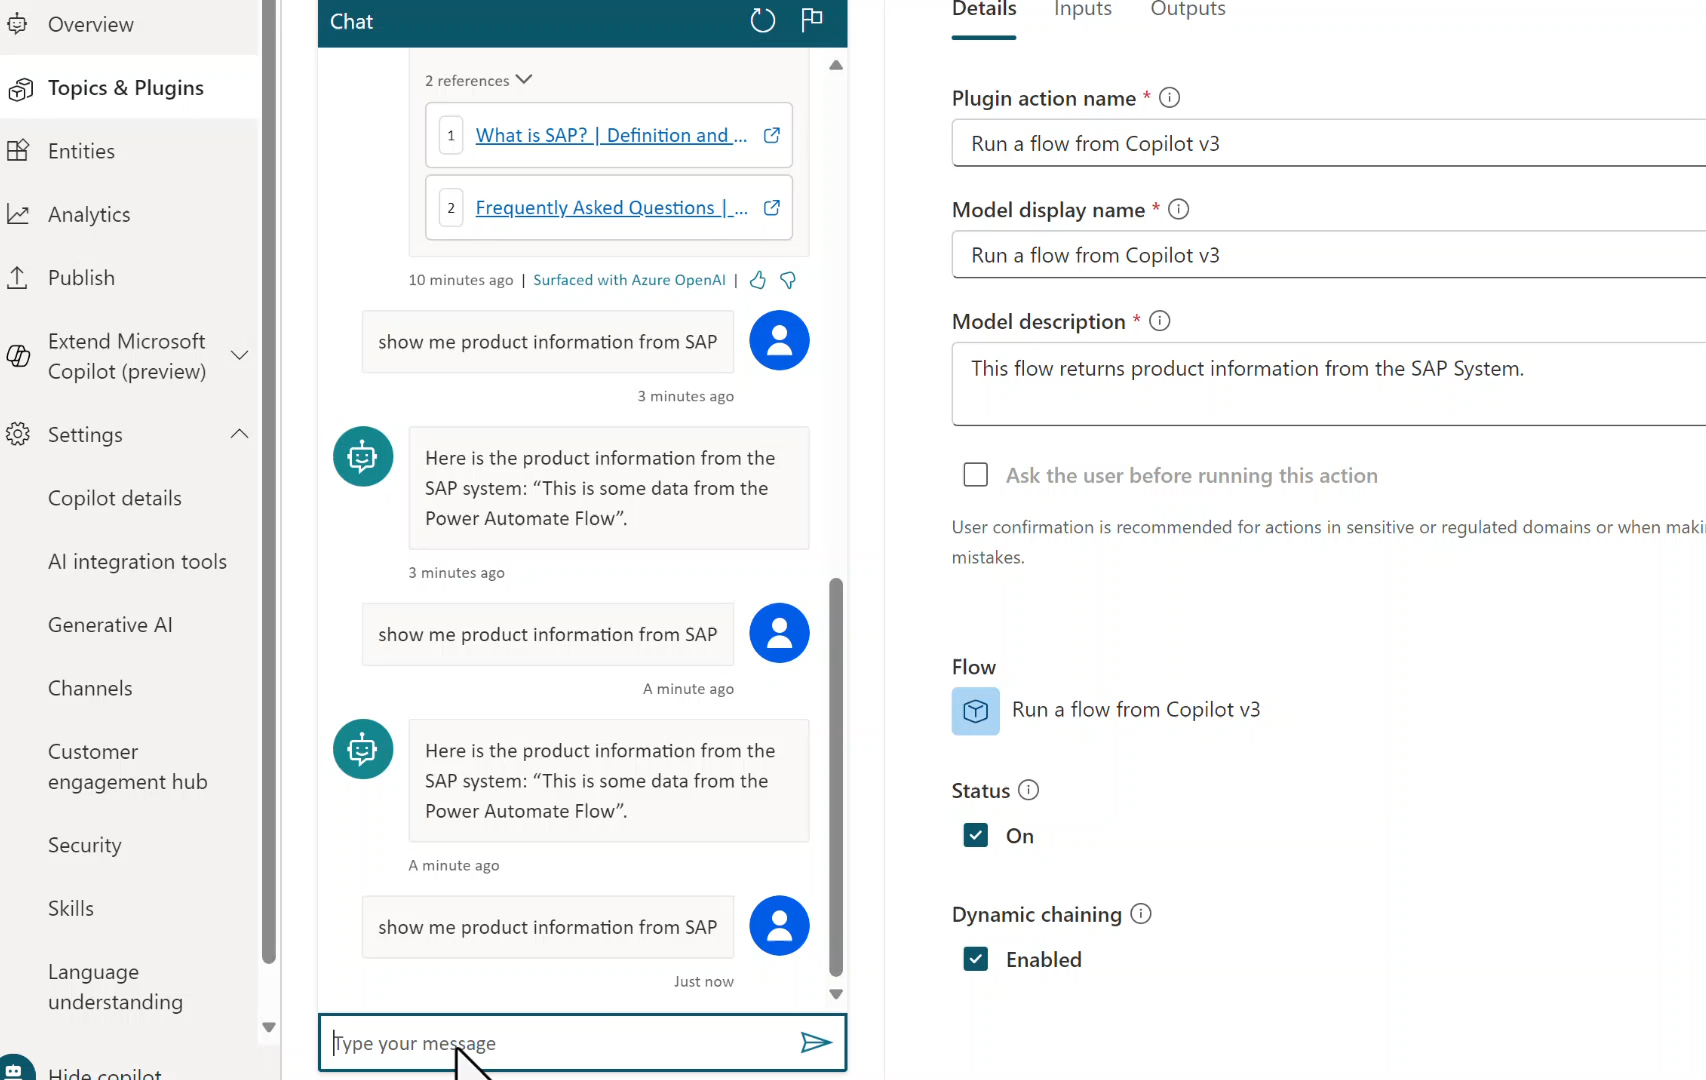 Overview
Topics & Plugins
Entities
Analytics
Publish
Extend Microsoft
Copilot (preview)
Settings
Copilot details
AI integration tools
Generative AI
Channels
Customer
engagement hub
Security
Skills
Language
understanding
Hide copilot
Chat
2 references
1 What is SAP? | Definition and ...
2 Frequently Asked Questions | ...
10 minutes ago | Surfaced with Azure OpenAI |
show me product information from SAP
3 minutes ago
Here is the product information from the
SAP system: “This is some data from the
Power Automate Flow”.
3 minutes ago
show me product information from SAP
A minute ago
Here is the product information from the
SAP system: “This is some data from the
Power Automate Flow”.
A minute ago
show me product information from SAP
Just now
Type your message
Details Inputs Outputs
Plugin action name *
Run a flow from Copilot v3
Model display name *
Run a flow from Copilot v3
Model description *
This flow returns product information from the SAP System.
Ask the user before running this action
User confirmation is recommended for actions in sensitive or regulated domains or when maki
mistakes.
Flow
Run a flow from Copilot v3
Status
On
Dynamic chaining
Enabled